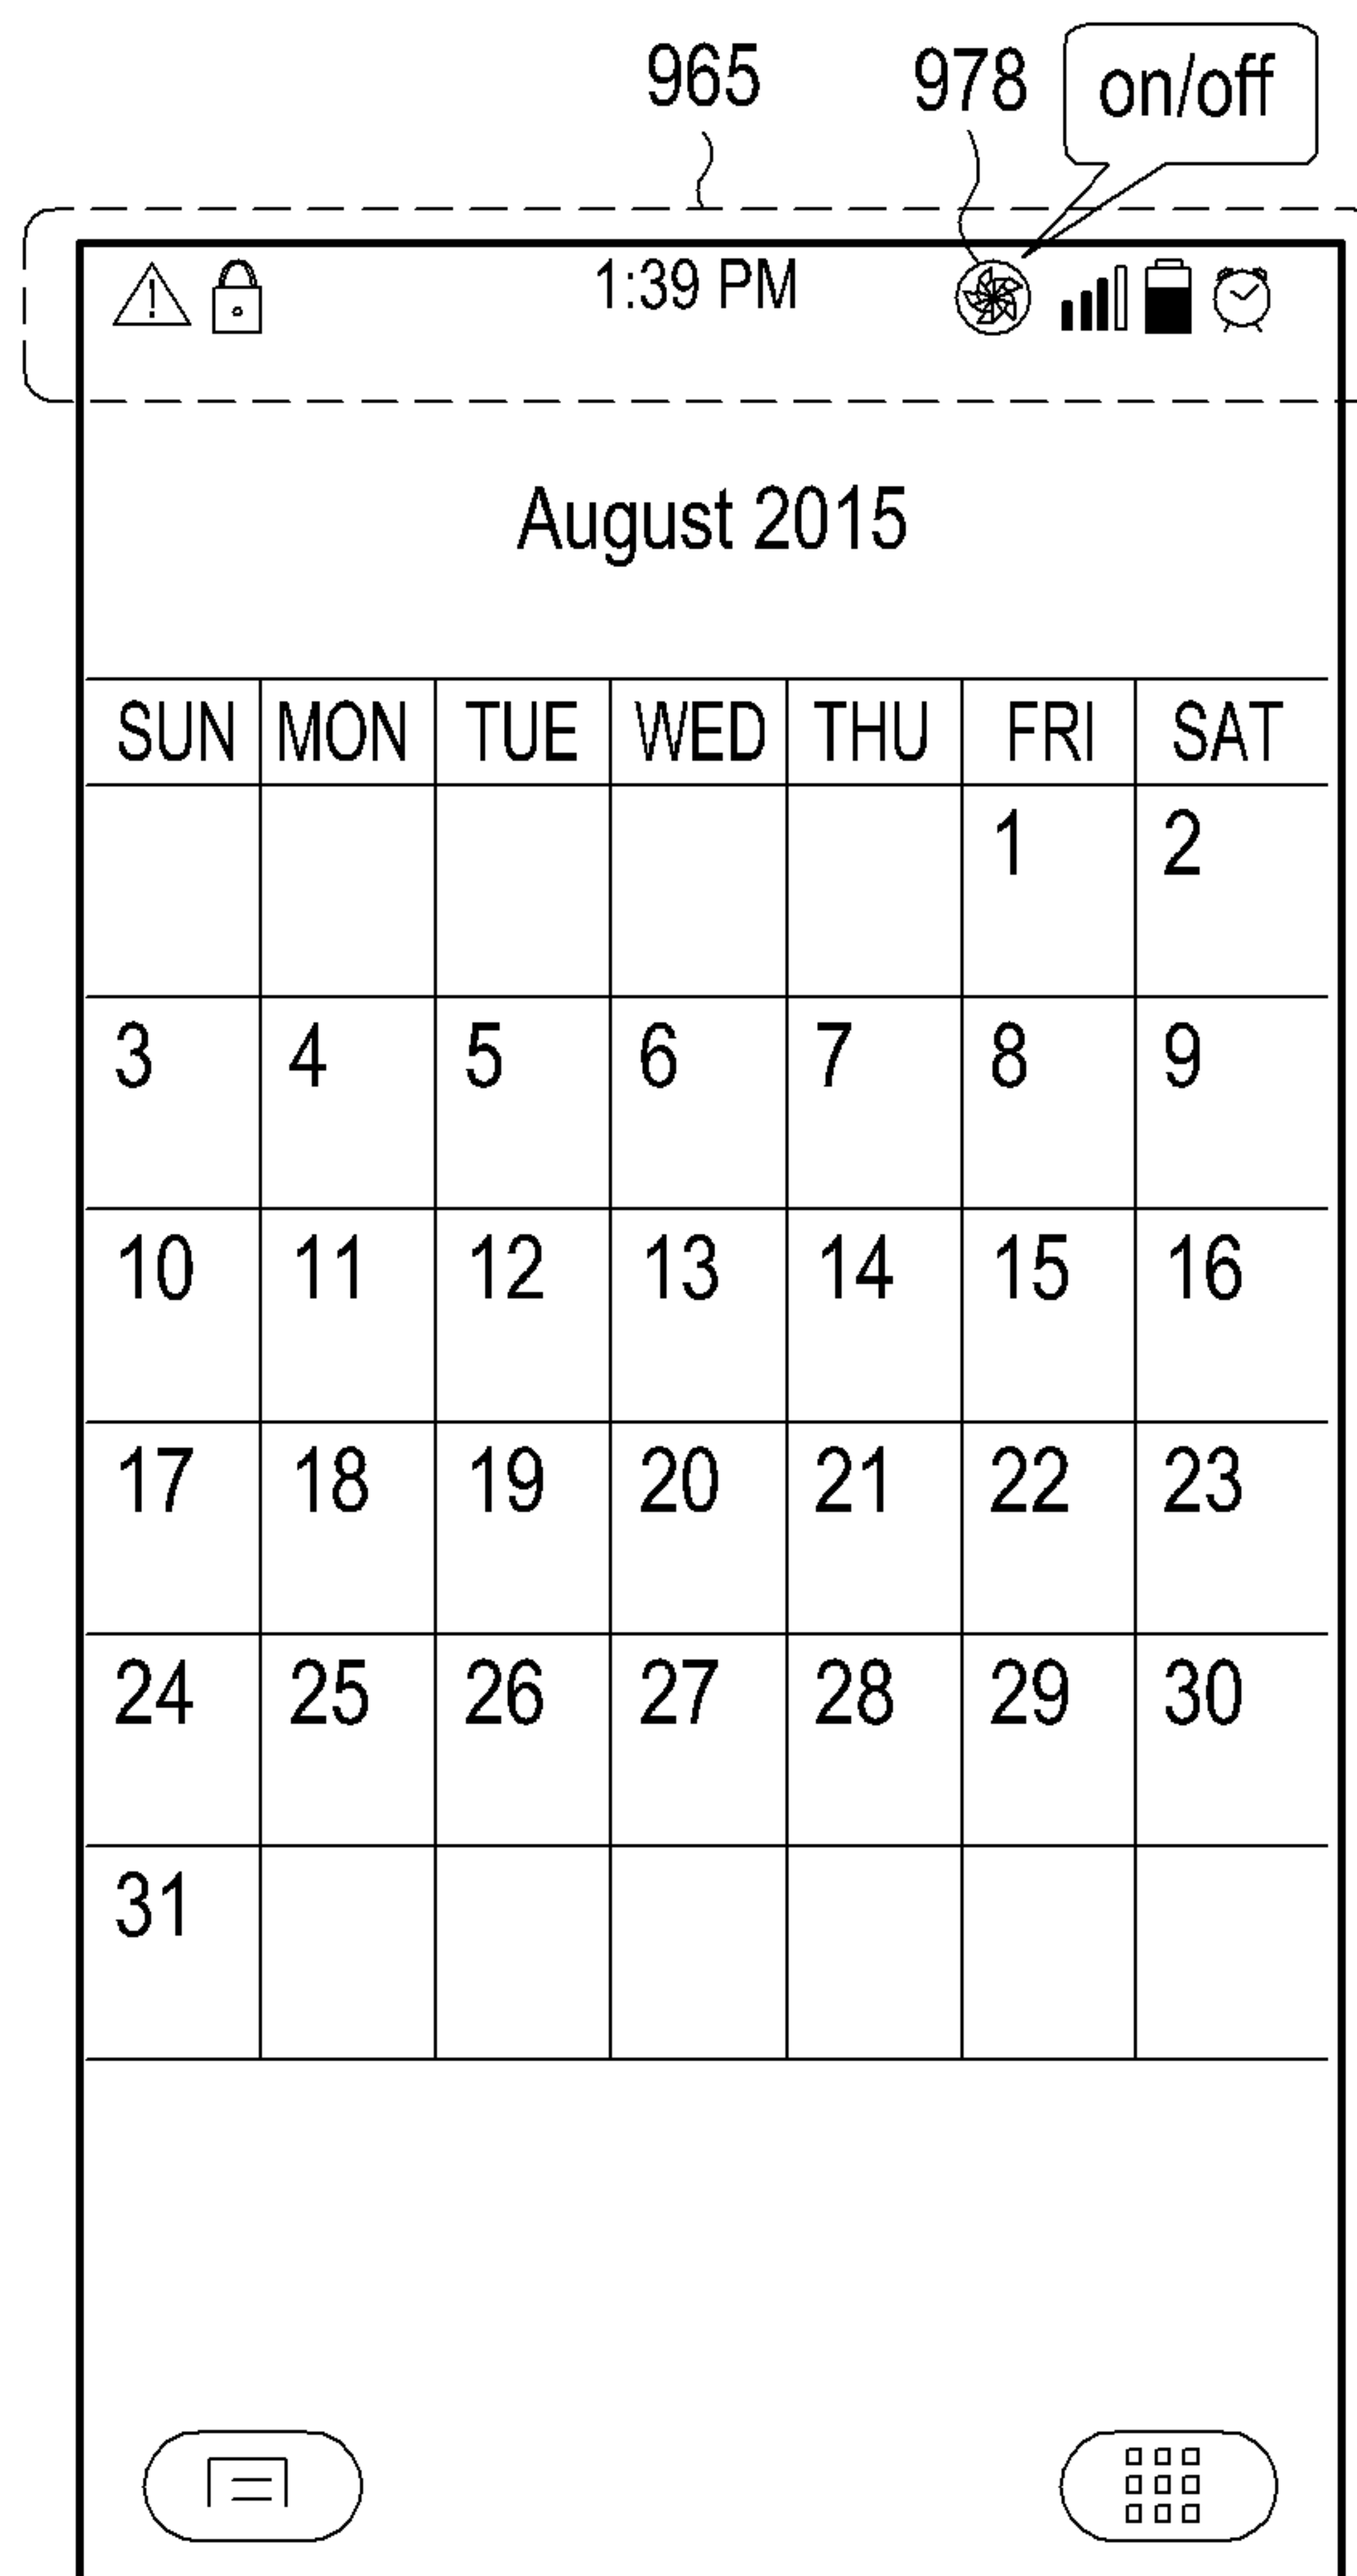 965 978 on/off
1:39 PM
August 2015
SUN MON TUE WED THU FRI SAT
1 2
3 4 5 6 7 8 9
10 11 12 13 14 15 16
17 18 19 20 21 22 23
24 25 26 27 28 29 30
31